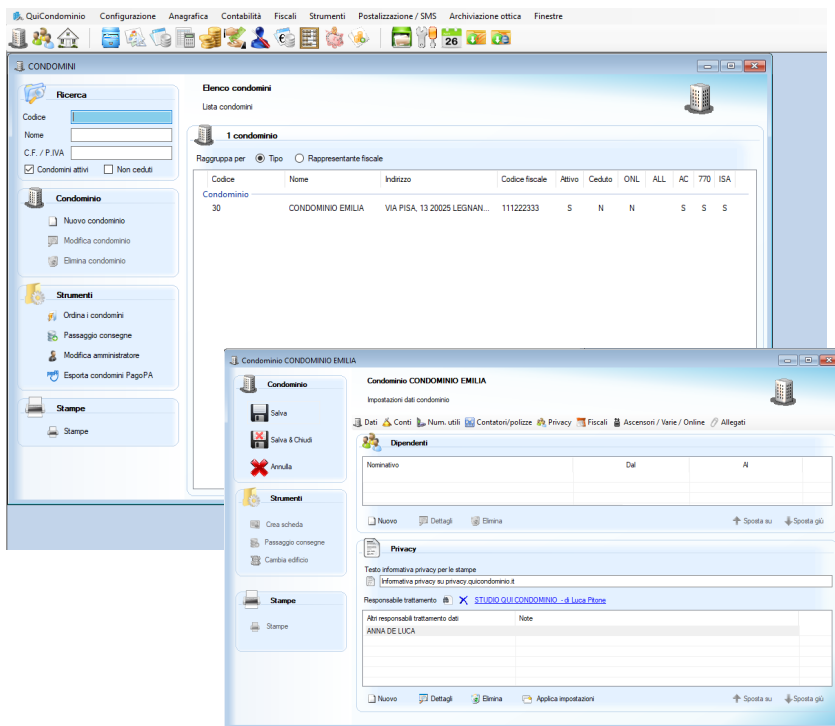 QuiCondominio Configurazione Anagrafica Contabilità Fiscali Strumenti Postalizzazione / SMS Archiviazione ottica Finestre
26
CONDOMINI
Ricerca
Codice
Nome
C.F. / P.IVA
Condomini attivi Non ceduti
Condominio
Nuovo condominio
Modifica condominio
Elimina condominio
Strumenti
Ordina i condomini
Passaggio consegne
Modifica amministratore
Esporta condomini PagoPA
Stampe
Stampe
Elenco condomini
Lista condomini
1 condominio
Raggruppa per Tipo Rappresentante fiscale
Codice Nome Indirizzo Codice fiscale Attivo Ceduto ONL ALL AC 770 ISA
Condominio
30 CONDOMINIO EMILIA VIA PISA, 13 20025 LEGNAN... 111222333 S N N S S S
Condominio CONDOMINIO EMILIA
Condominio
Salva
Salva & Chiudi
Annulla
Strumenti
Crea scheda
Passaggio consegne
Cambia edificio
Stampe
Stampe
Condominio CONDOMINIO EMILIA
Impostazioni dati condominio
Dati Conti Num. utili Contatori/polizze Privacy Fiscali Ascensori / Varie / Online Allegati
Dipendenti
Nominativo Dal Al
Nuovo Dettagli Elimina Sposta su Sposta giù
Privacy
Testo informativa privacy per le stampe
Informativa privacy su privacy.quicondominio.it
Responsabile trattamento STUDIO QUI CONDOMINIO - di Luca Pitone
Altri responsabili trattamento dati Note
ANNA DE LUCA
Nuovo Dettagli Elimina Applica impostazioni Sposta su Sposta giù